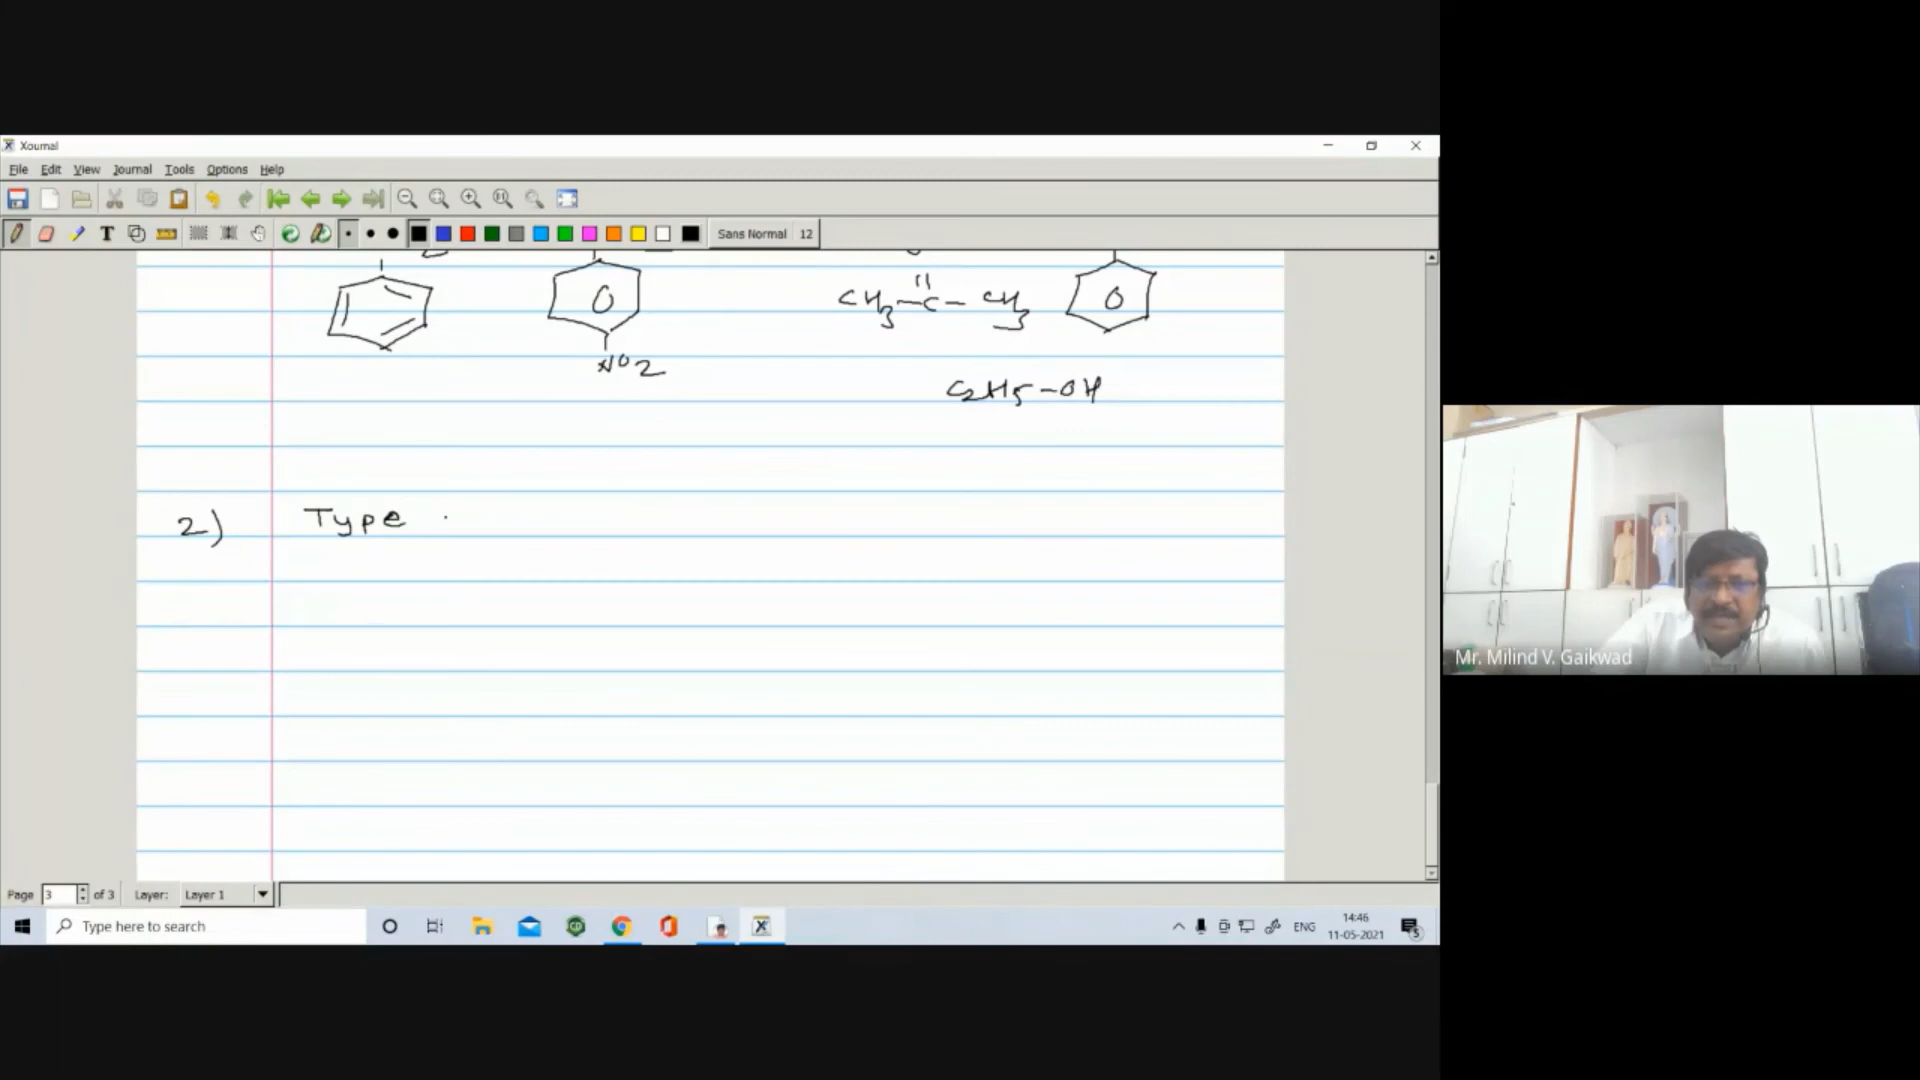 Xournal
File Edit View Journal Tools Options Help
T Sans Normal 12
CH3-C-CH3
NO2
C2H5-OH
2) Type
Mr. Milind V. Gaikwad
Page 3 of 3 Layer: Layer 1
Type here to search
ENG
14:46
11-05-2021
5